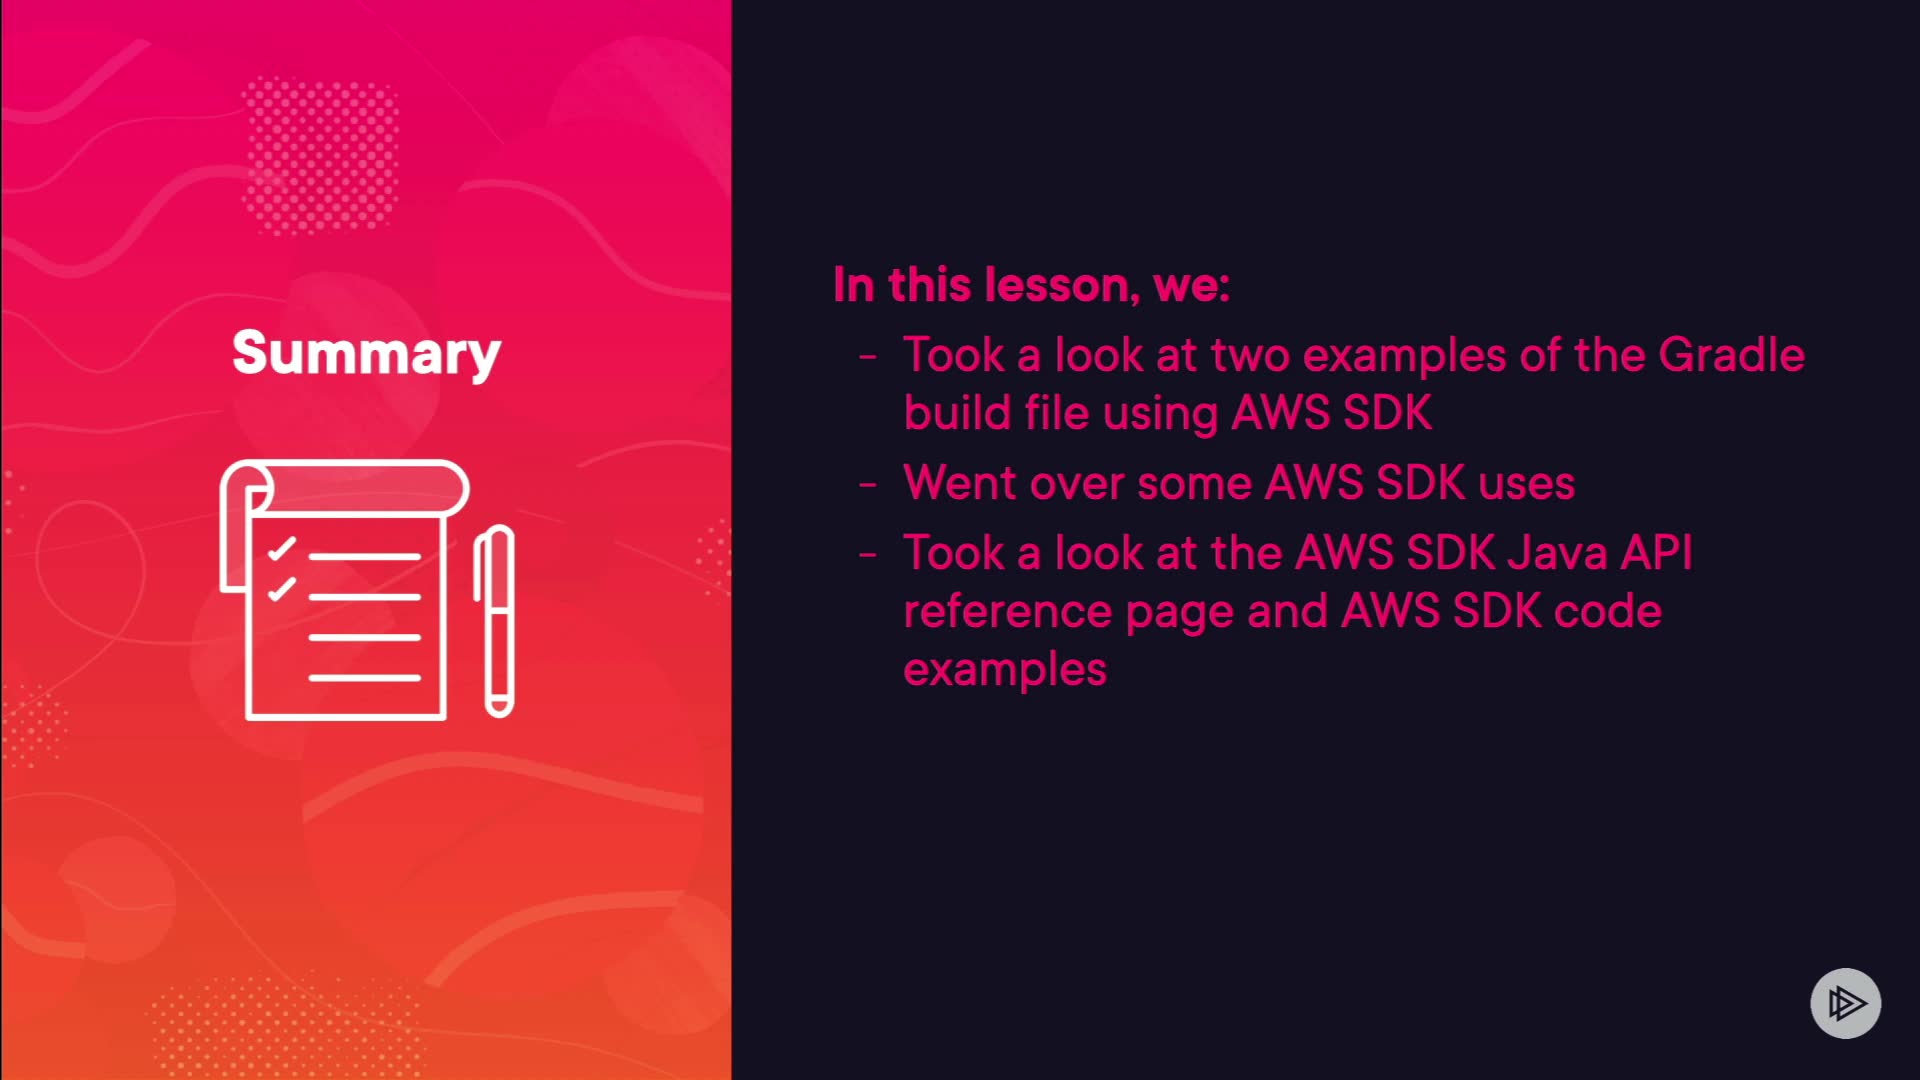 Summary
In this lesson, we:
- Took a look at two examples of the Gradle
build file using AWS SDK
- Went over some AWS SDK uses
- Took a look at the AWS SDK Java API
reference page and AWS SDK code
examples